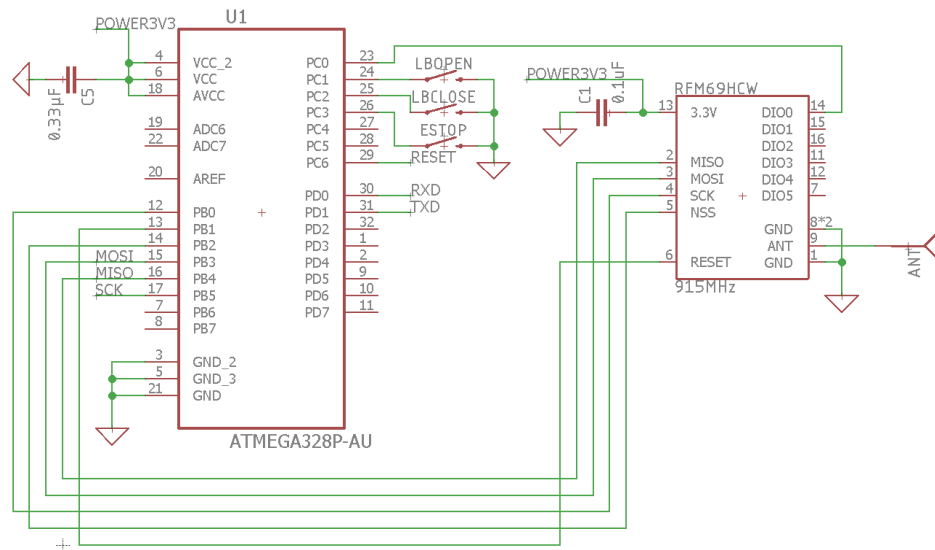 POWER3V3
0.33µF
C5
U1
4
6
18
19
22
20
12
13
14
MOSI 15
MISO 16
SCK 17
7
8
3
5
21
VCC_2
VCC
AVCC
ADC6
ADC7
AREF
PB0
PB1
PB2
PB3
PB4
PB5
PB6
PB7
GND_2
GND_3
GND
PC0
PC1
PC2
PC3
PC4
PC5
PC6
PD0
PD1
PD2
PD3
PD4
PD5
PD6
PD7
23
24
25
26
27
28
29
30
31
32
1
2
9
10
11
ATMEGA328P-AU
LBOPEN
LBCLOSE
ESTOP
RESET
RXD
TXD
POWER3V3
C1
0.1uF
RFM69HCW
13
2
3
4
5
6
3.3V
MISO
MOSI
SCK
NSS
RESET
DIO0
DIO1
DIO2
DIO3
DIO4
DIO5
GND
ANT
GND
14
15
16
11
12
7
8*2
9
1
915MHz
ANT